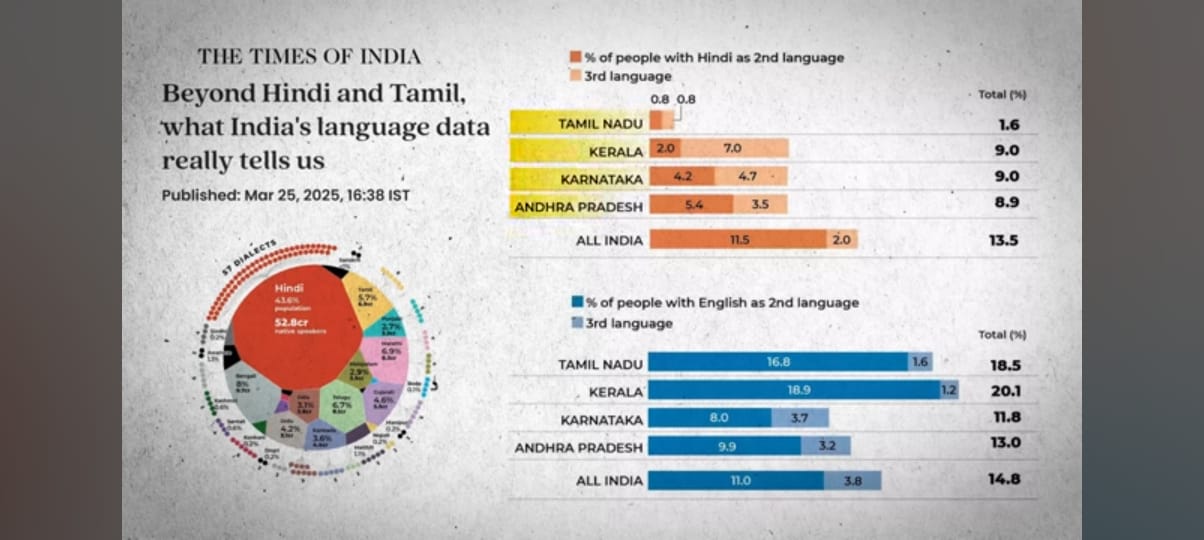 THE TIMES OF INDIA
Beyond Hindi and Tamil,
what India's language data
really tells us
Published: Mar 25, 2025, 16:38 IST
57 DIALECTS
Hindi
43.6%
population
52.8cr
native speakers
Tamil
5.7%
2.7%
Marathi
6.9%
2.9%
Gujarati
4.6%
Telugu
6.7%
Kannada
3.6%
Odia
3.1%
Urdu
4.2%
Bengali
8%
% of people with Hindi as 2nd language
3rd language
Total (%)
0.8 0.8
TAMIL NADU 1.6
KERALA 2.0 7.0 9.0
KARNATAKA 4.2 4.7 9.0
ANDHRA PRADESH 5.4 3.5 8.9
ALL INDIA 11.5 2.0 13.5
% of people with English as 2nd language
3rd language
Total (%)
TAMIL NADU 16.8 1.6 18.5
KERALA 18.9 1.2 20.1
KARNATAKA 8.0 3.7 11.8
ANDHRA PRADESH 9.9 3.2 13.0
ALL INDIA 11.0 3.8 14.8